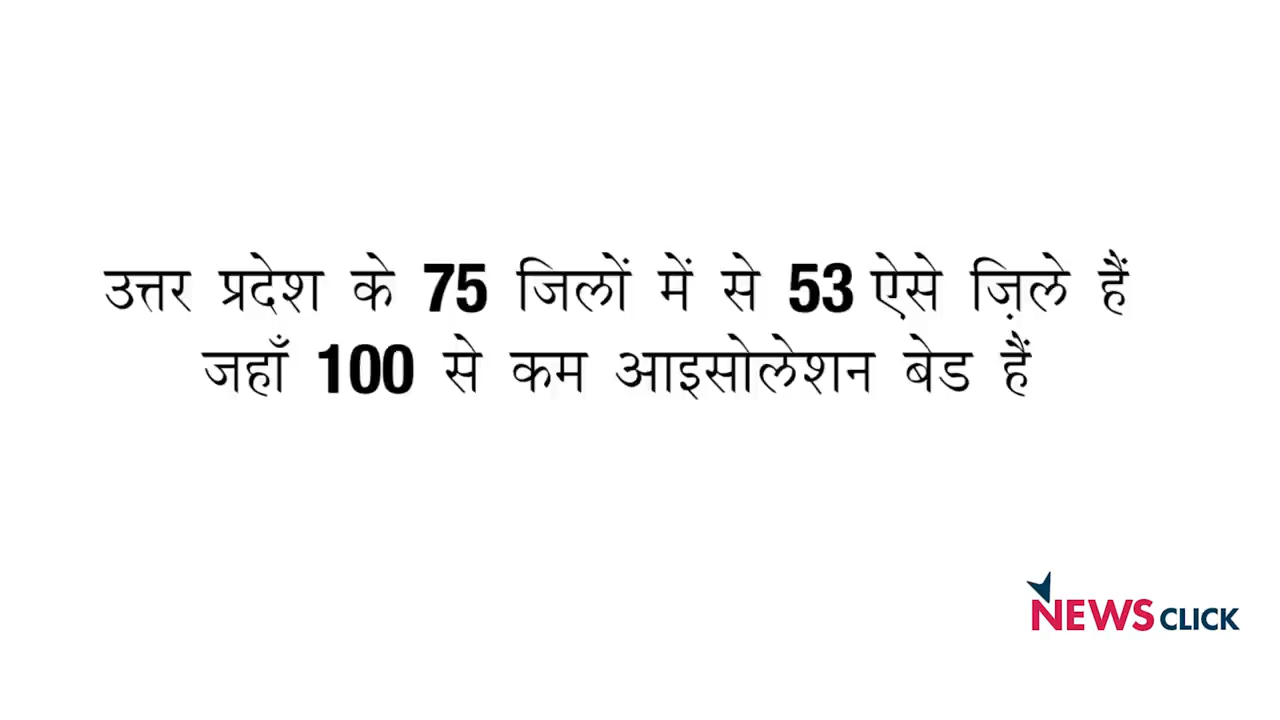 उत्तर प्रदेश के 75 जिलों में से 53 ऐसे ज़िले हैं
जहाँ 100 से कम आइसोलेशन बेड हैं
NEWS CLICK